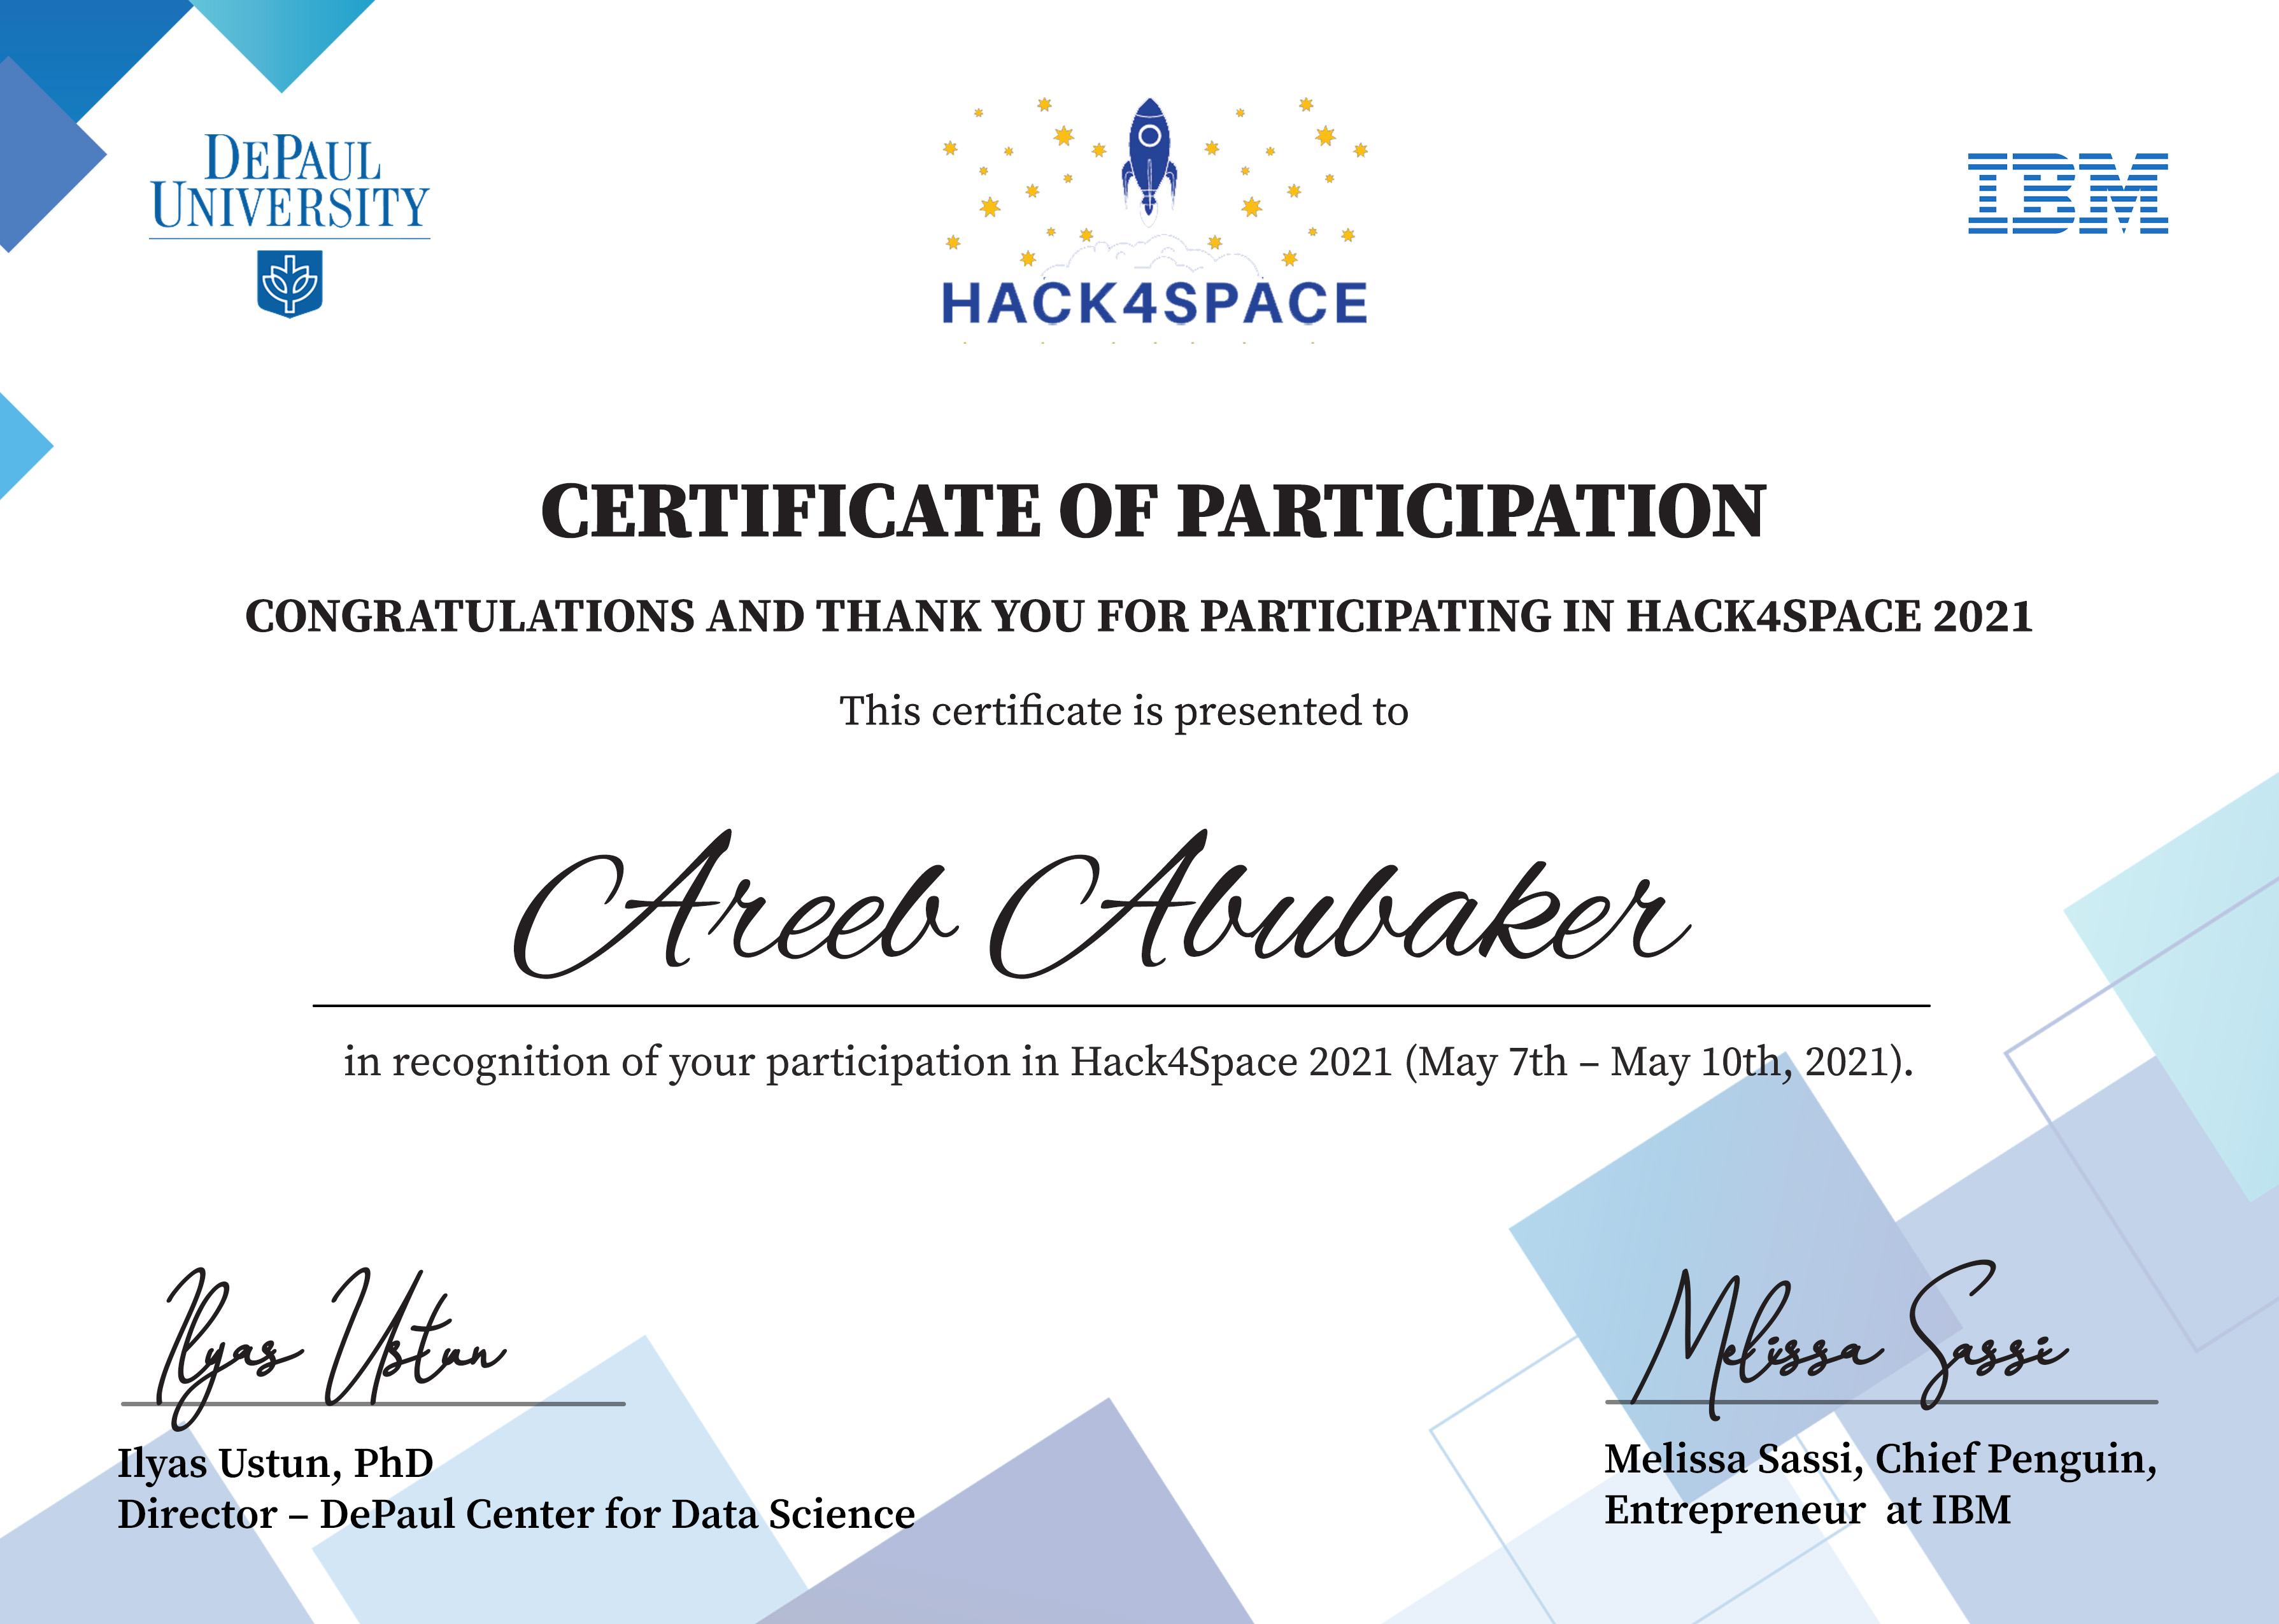 DEPAUL
UNIVERSITY
IBM
HACK4SPACE
CERTIFICATE OF PARTICIPATION
CONGRATULATIONS AND THANK YOU FOR PARTICIPATING IN HACK4SPACE 2021
This certificate is presented to
Areeb Abubaker
in recognition of your participation in Hack4Space 2021 (May 7th – May 10th, 2021).
Ilyas Ustun
Ilyas Ustun, PhD
Director – DePaul Center for Data Science
Melissa Sassi
Melissa Sassi, Chief Penguin,
Entrepreneur at IBM